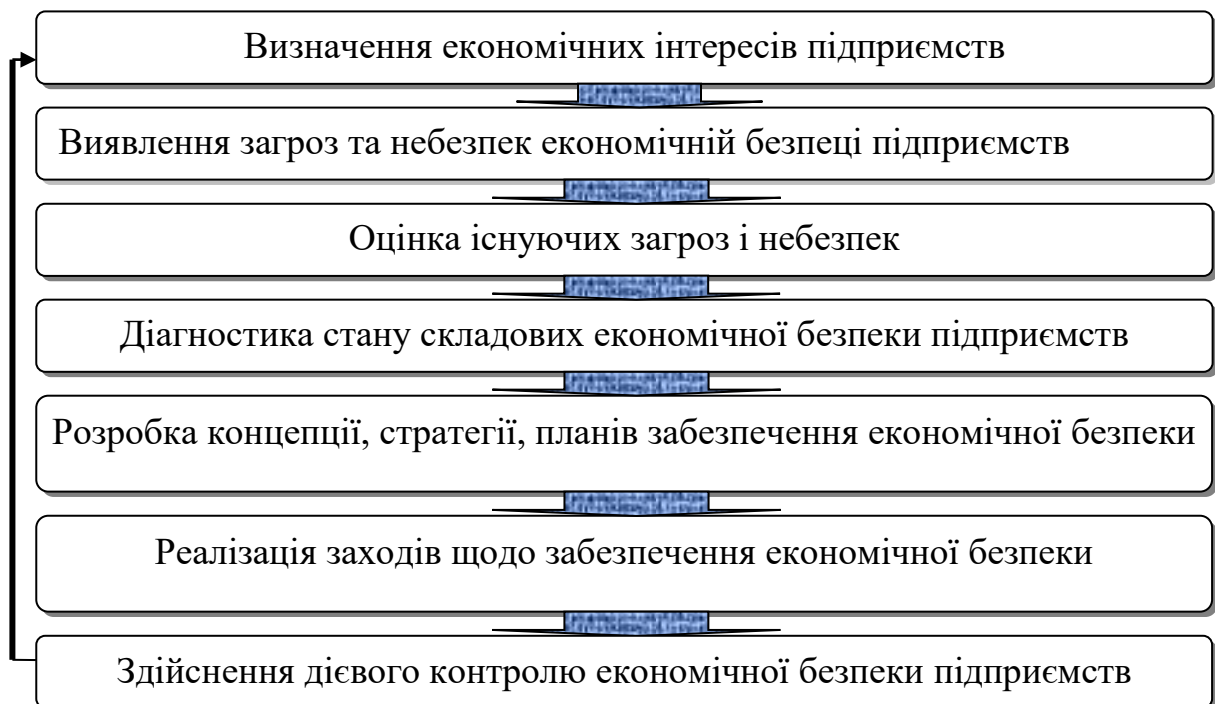 Визначення економічних інтересів підприємств
Виявлення загроз та небезпек економічній безпеці підприємств
Оцінка існуючих загроз і небезпек
Діагностика стану складових економічної безпеки підприємств
Розробка концепції, стратегії, планів забезпечення економічної безпеки
Реалізація заходів щодо забезпечення економічної безпеки
Здійснення дієвого контролю економічної безпеки підприємств